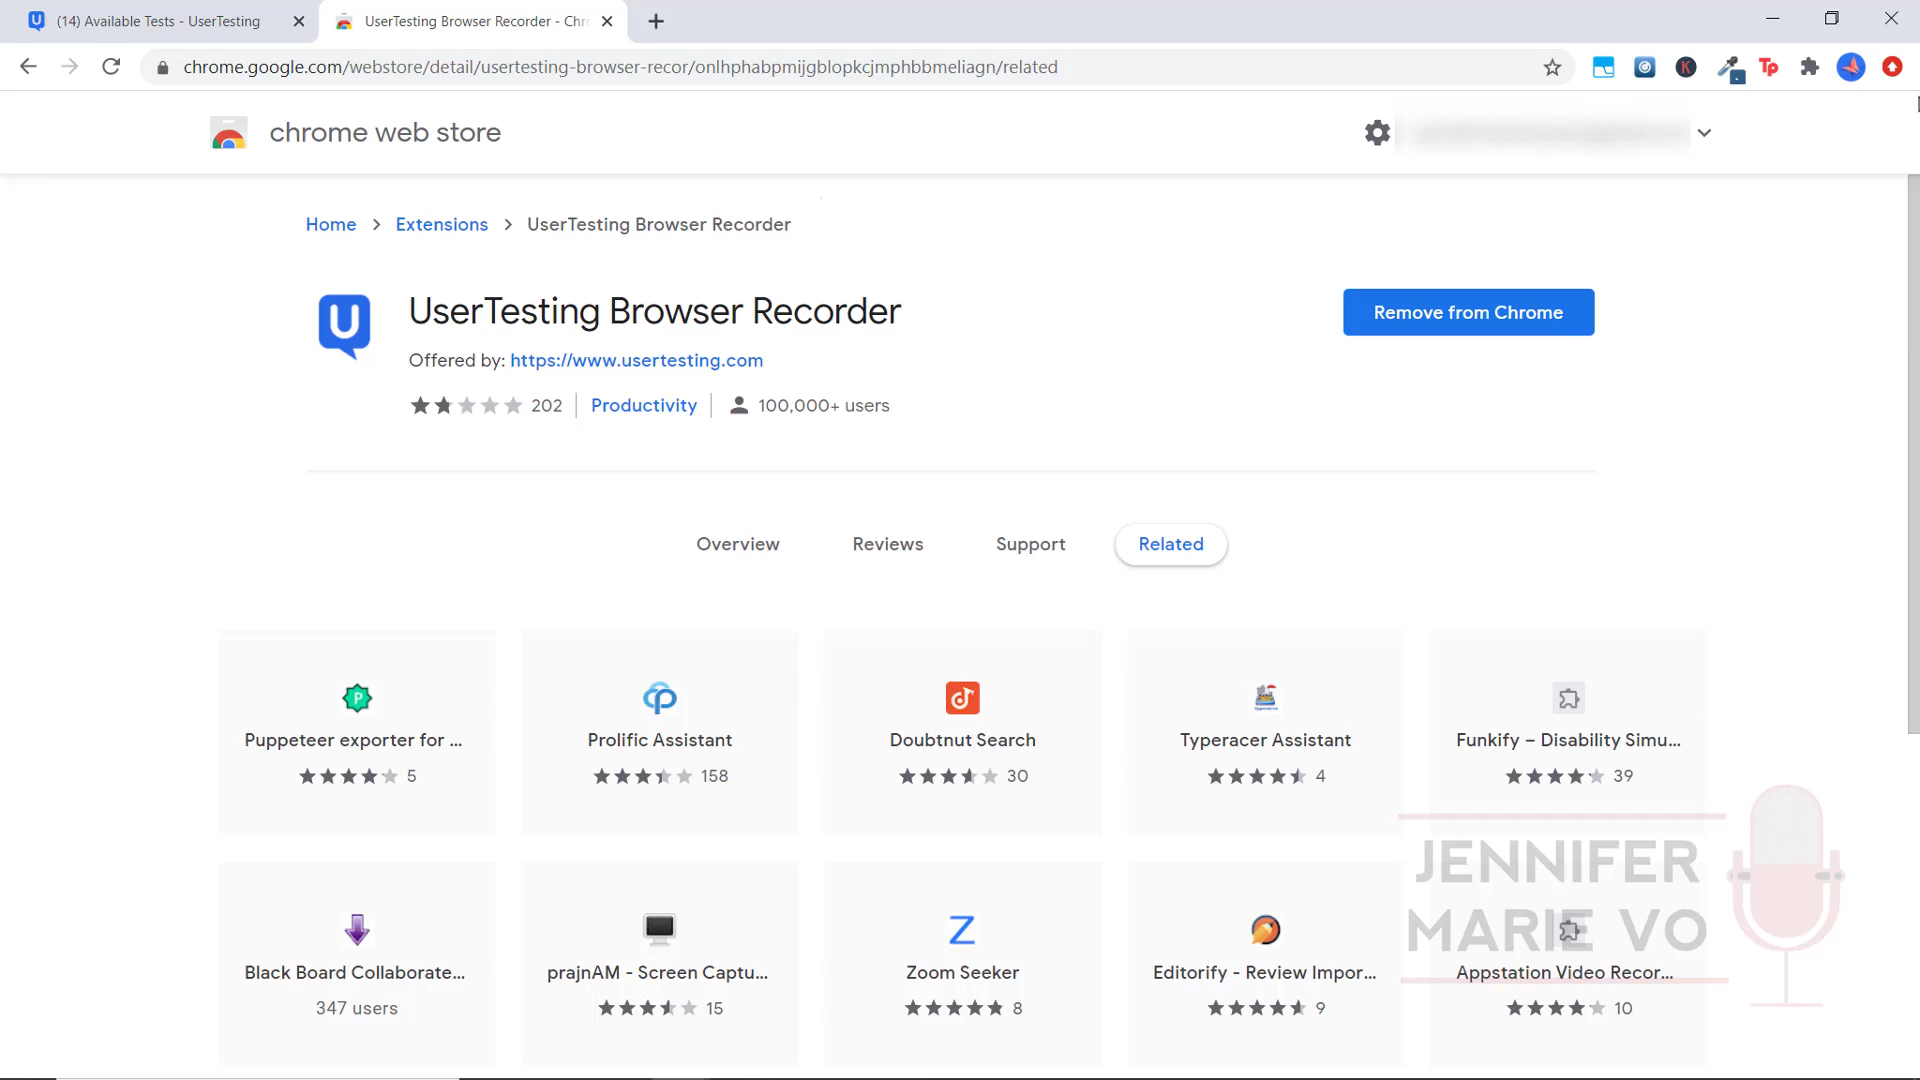 (14) Available Tests - UserTesting
UserTesting Browser Recorder - Chr
chrome.google.com/webstore/detail/usertesting-browser-recor/onlhphabpmijgblopkcjmphbbmeliagn/related
K
Tp
chrome web store
Home > Extensions > UserTesting Browser Recorder
U
UserTesting Browser Recorder
Remove from Chrome
Offered by: https://www.usertesting.com
202 | Productivity | 100,000+ users
Overview Reviews Support Related
P
Puppeteer exporter for ...
5
Prolific Assistant
158
Doubtnut Search
30
Typeracer Assistant
4
Funkify – Disability Simu...
39
Black Board Collaborate...
347 users
prajnAM - Screen Captu...
15
Z
Zoom Seeker
8
Editorify - Review Impor...
9
Appstation Video Recor...
10
JENNIFER
MARIE VO